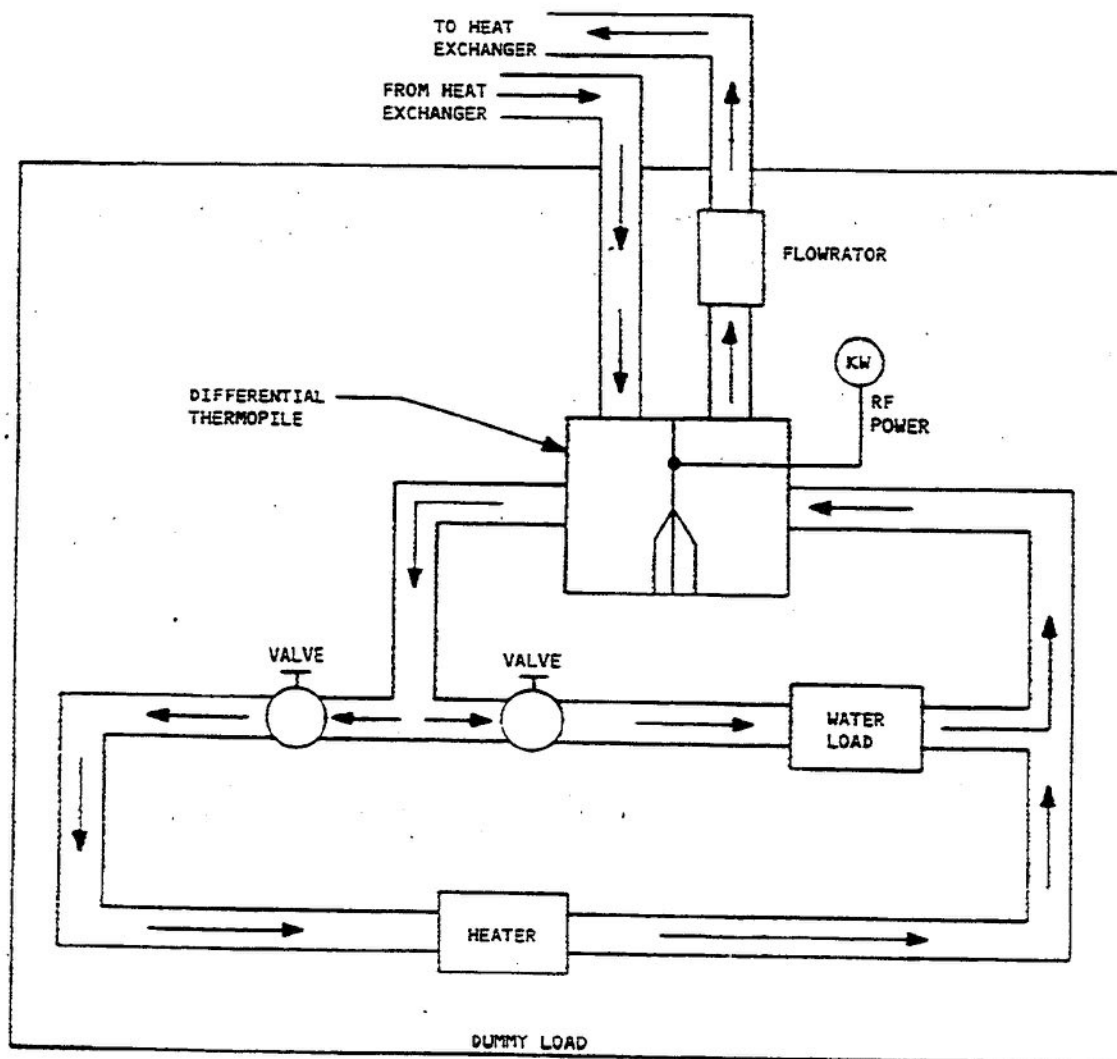 TO HEAT
EXCHANGER
FROM HEAT
EXCHANGER
FLOWRATOR
KW
RF
POWER
DIFFERENTIAL
THERMOPILE
VALVE
VALVE
WATER
LOAD
HEATER
DUMMY LOAD